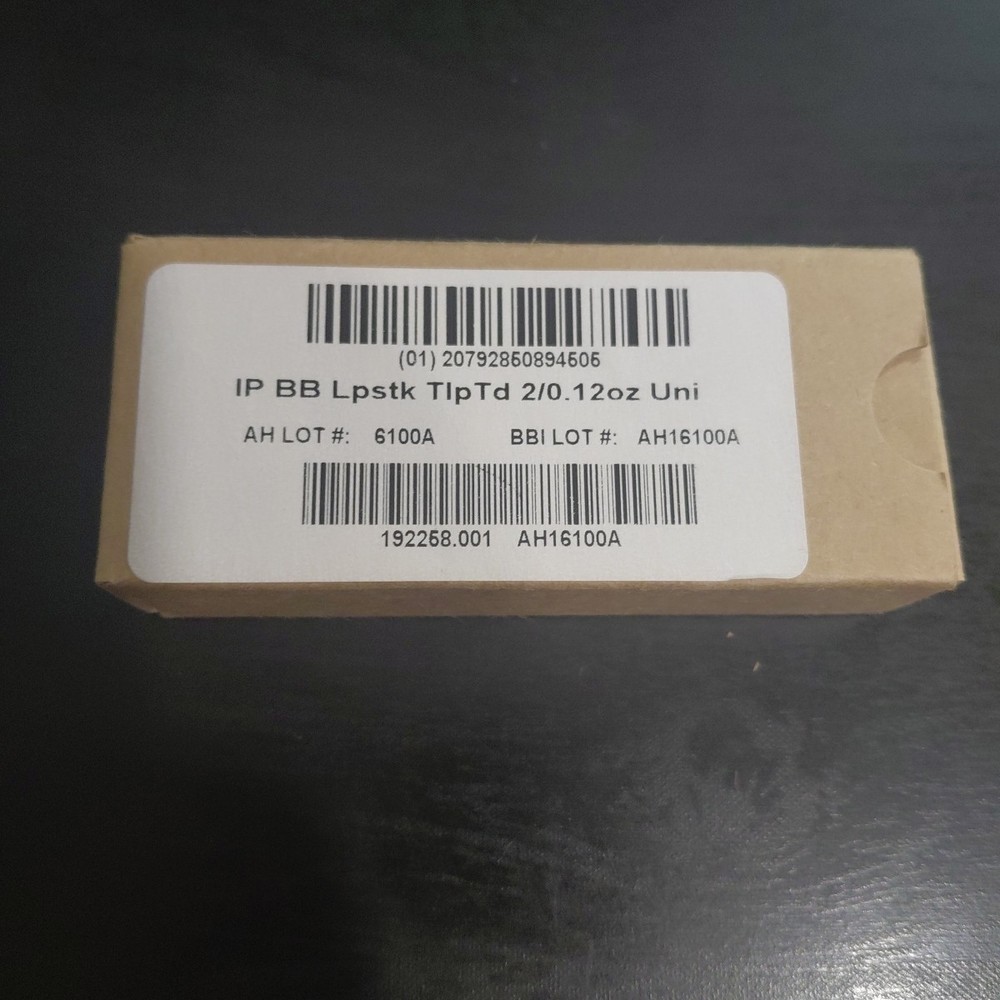 (01) 20792850894505
IP BB Lpstk TlpTd 2/0.12oz Uni
AH LOT #: 6100A BBI LOT #: AH16100A
192258.001 AH16100A